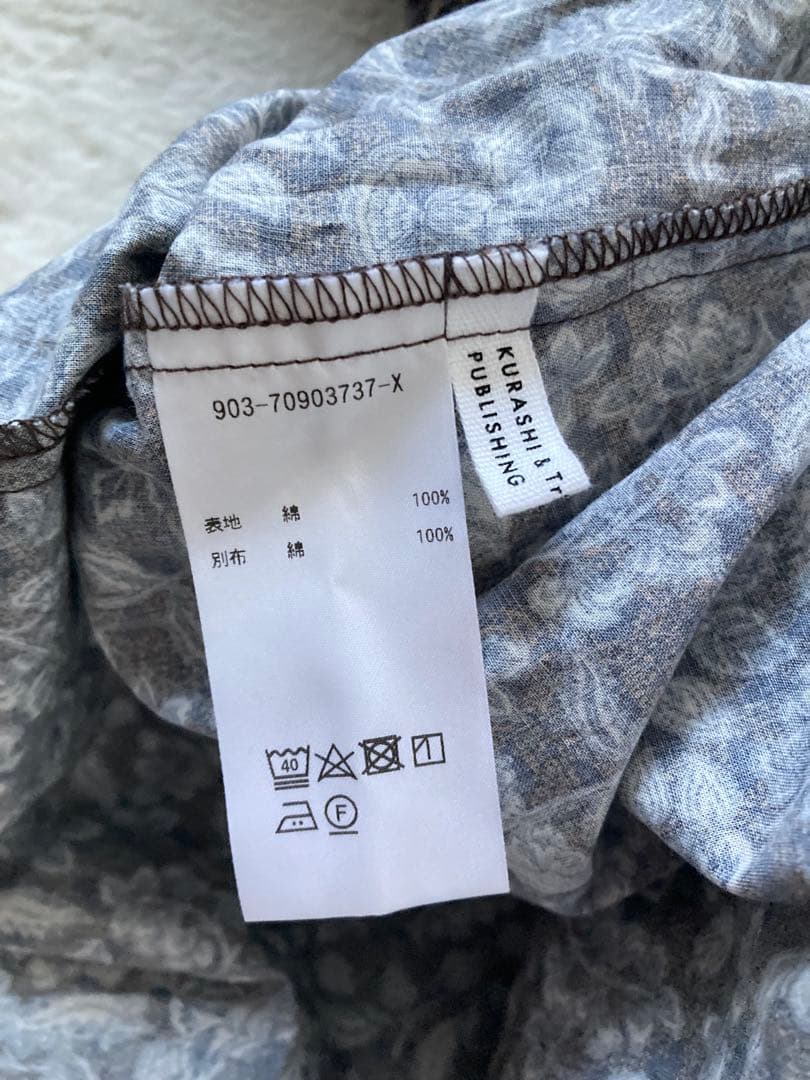 903-70903737-X
表地 綿 100%
別布 綿 100%
40
F
KURASHI & Tr
PUBLISHING